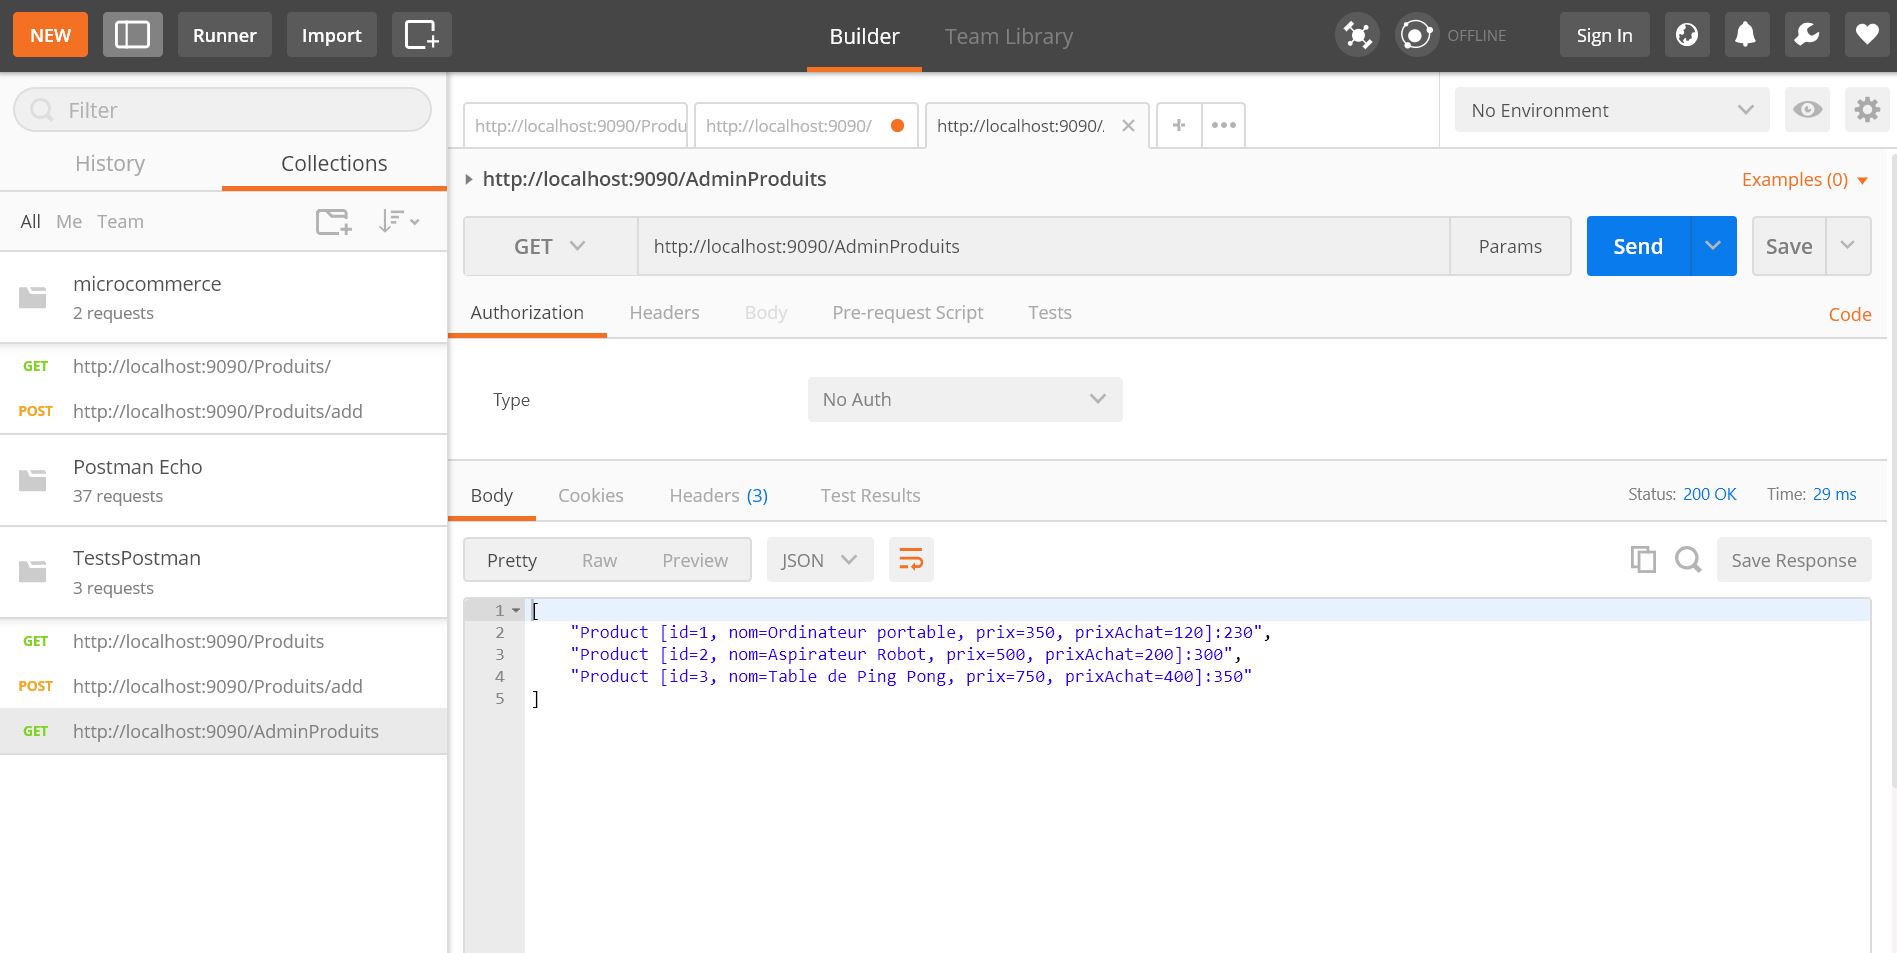 NEW Runner Import Builder Team Library OFFLINE Sign In
Filter
History Collections
All Me Team
microcommerce
2 requests
GET http://localhost:9090/Produits/
POST http://localhost:9090/Produits/add
Postman Echo
37 requests
TestsPostman
3 requests
GET http://localhost:9090/Produits
POST http://localhost:9090/Produits/add
GET http://localhost:9090/AdminProduits
http://localhost:9090/Produ http://localhost:9090/ http://localhost:9090/. + •••
No Environment
http://localhost:9090/AdminProduits Examples (0)
GET http://localhost:9090/AdminProduits Params Send Save
Authorization Headers Body Pre-request Script Tests Code
Type No Auth
Body Cookies Headers (3) Test Results Status: 200 OK Time: 29 ms
Pretty Raw Preview JSON Save Response
1 [
2 "Product [id=1, nom=Ordinateur portable, prix=350, prixAchat=120]:230",
3 "Product [id=2, nom=Aspirateur Robot, prix=500, prixAchat=200]:300",
4 "Product [id=3, nom=Table de Ping Pong, prix=750, prixAchat=400]:350"
5 ]